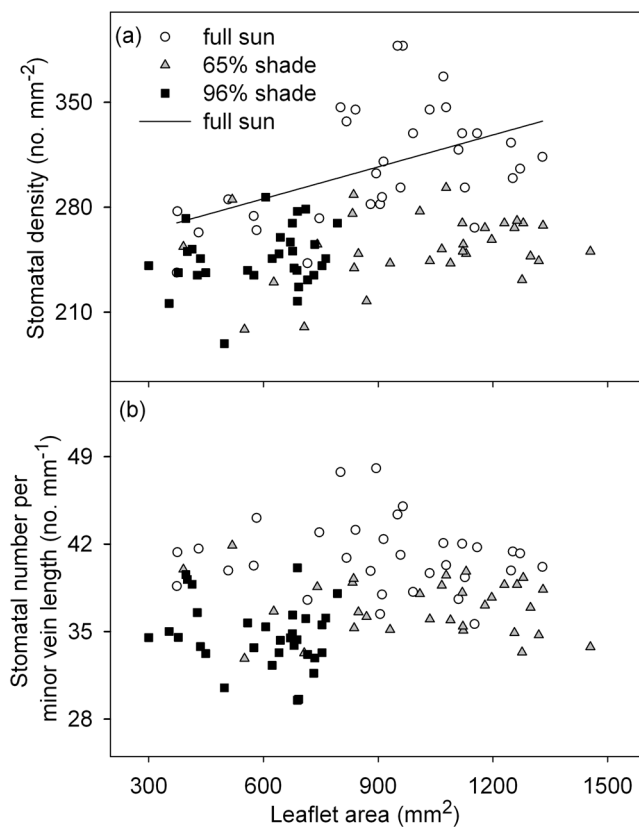 (a)
full sun
65% shade
96% shade
full sun
Stomatal density (no. mm-2)
350
280
210
(b)
Stomatal number per
minor vein length (no. mm-1)
49
42
35
28
300 600 900 1200 1500
Leaflet area (mm2)